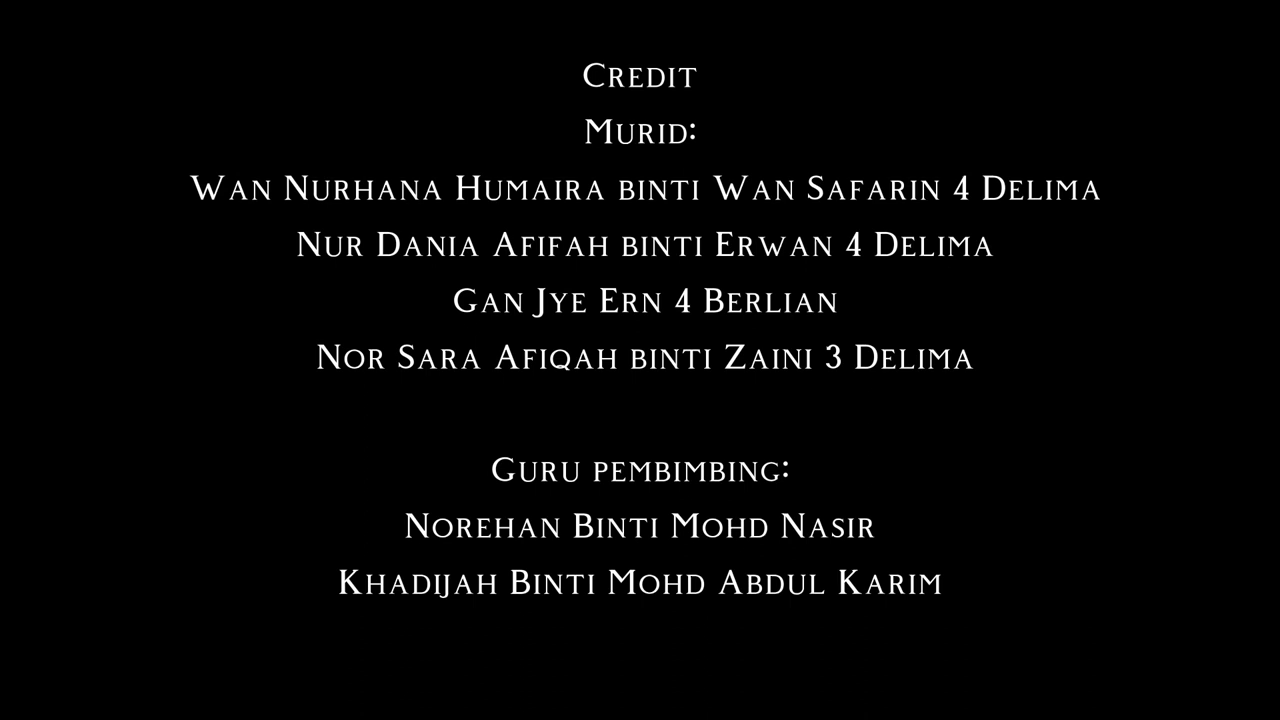 Credit
Murid:
Wan Nurhana Humaira binti Wan Safarin 4 Delima
Nur Dania Afifah binti Erwan 4 Delima
Gan Jye Ern 4 Berlian
Nor Sara Afiqah binti Zaini 3 Delima
Guru pembimbing:
Norehan Binti Mohd Nasir
Khadijah Binti Mohd Abdul Karim